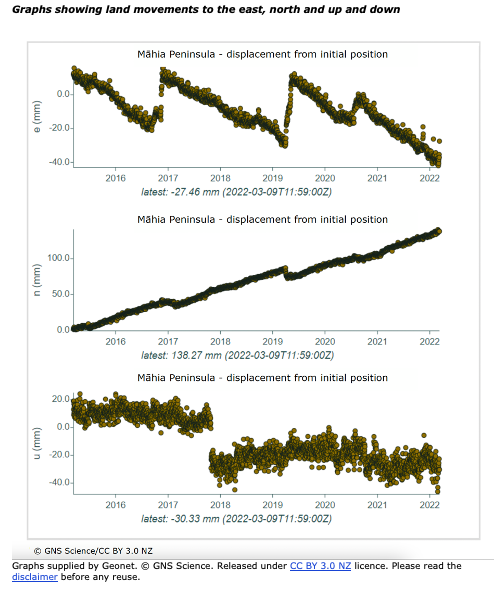 Graphs showing land movements to the east, north and up and down
Māhia Peninsula - displacement from initial position
e (mm)
0.0
-20.0
-40.0
2016 2017 2018 2019 2020 2021 2022
latest: -27.46 mm (2022-03-09T11:59:00Z)
Māhia Peninsula - displacement from initial position
n (mm)
100.0
50.0
0.0
2016 2017 2018 2019 2020 2021 2022
latest: 138.27 mm (2022-03-09T11:59:00Z)
Māhia Peninsula - displacement from initial position
u (mm)
20.0
0.0
-20.0
-40.0
2016 2017 2018 2019 2020 2021 2022
latest: -30.33 mm (2022-03-09T11:59:00Z)
© GNS Science/CC BY 3.0 NZ
Graphs supplied by Geonet. © GNS Science. Released under CC BY 3.0 NZ licence. Please read the
disclaimer before any reuse.